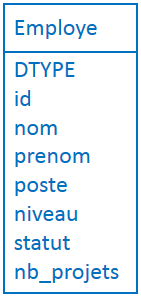 Employe
DTYPE
id
nom
prenom
poste
niveau
statut
nb_projets